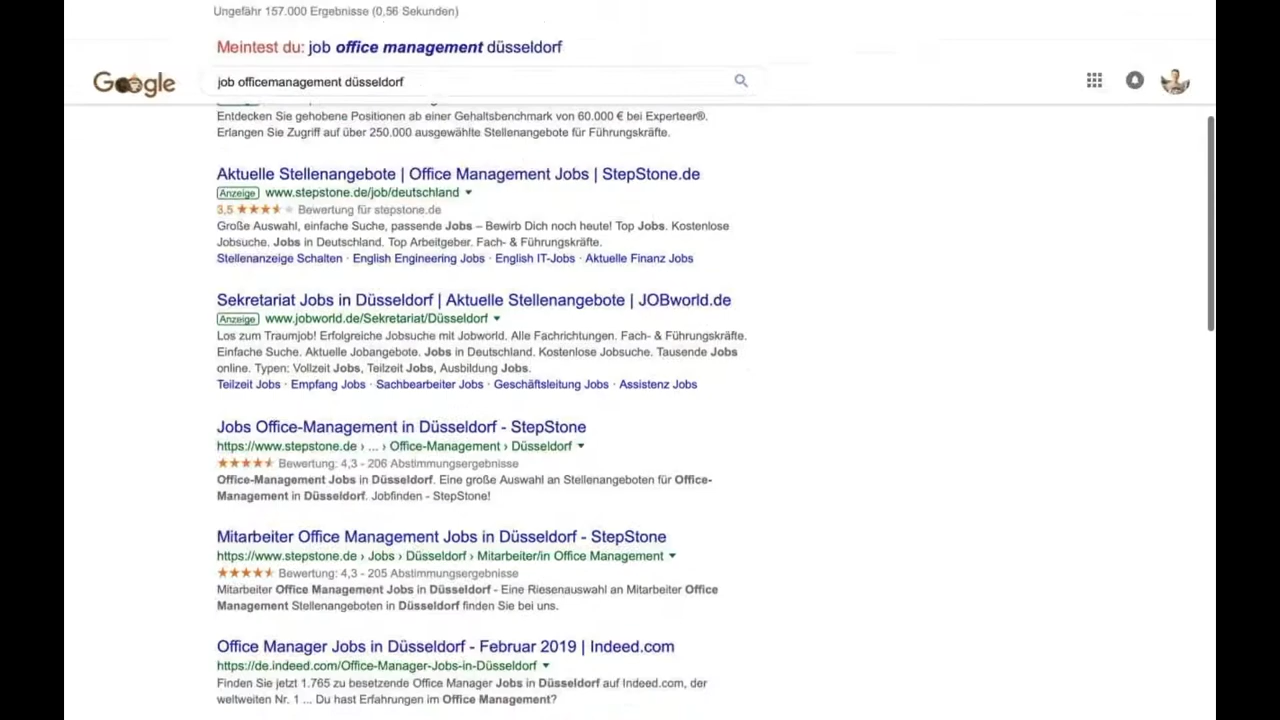 Ungefähr 157.000 Ergebnisse (0,56 Sekunden)
Meintest du: job office management düsseldorf
Google
job officemanagement düsseldorf
Entdecken Sie gehobene Positionen ab einer Gehaltsbenchmark von 60.000 € bei Experteer®.
Erlangen Sie Zugriff auf über 250.000 ausgewählte Stellenangebote für Führungskräfte.
Aktuelle Stellenangebote | Office Management Jobs | StepStone.de
Anzeige www.stepstone.de/job/deutschland
3,5 Bewertung für stepstone.de
Große Auswahl, einfache Suche, passende Jobs – Bewirb Dich noch heute! Top Jobs. Kostenlose
Jobsuche. Jobs in Deutschland. Top Arbeitgeber. Fach- & Führungskräfte.
Stellenanzeige Schalten · English Engineering Jobs · English IT-Jobs · Aktuelle Finanz Jobs
Sekretariat Jobs in Düsseldorf | Aktuelle Stellenangebote | JOBworld.de
Anzeige www.jobworld.de/Sekretariat/Düsseldorf
Los zum Traumjob! Erfolgreiche Jobsuche mit Jobworld. Alle Fachrichtungen. Fach- & Führungskräfte.
Einfache Suche. Aktuelle Jobangebote. Jobs in Deutschland. Kostenlose Jobsuche. Tausende Jobs
online. Typen: Vollzeit Jobs, Teilzeit Jobs, Ausbildung Jobs.
Teilzeit Jobs · Empfang Jobs · Sachbearbeiter Jobs · Geschäftsleitung Jobs · Assistenz Jobs
Jobs Office-Management in Düsseldorf - StepStone
https://www.stepstone.de › ... › Office-Management › Düsseldorf
Bewertung: 4,3 - 206 Abstimmungsergebnisse
Office-Management Jobs in Düsseldorf. Eine große Auswahl an Stellenangeboten für Office-
Management in Düsseldorf. Jobfinden - StepStone!
Mitarbeiter Office Management Jobs in Düsseldorf - StepStone
https://www.stepstone.de › Jobs › Düsseldorf › Mitarbeiter/in Office Management
Bewertung: 4,3 - 205 Abstimmungsergebnisse
Mitarbeiter Office Management Jobs in Düsseldorf - Eine Riesenauswahl an Mitarbeiter Office
Management Stellenangeboten in Düsseldorf finden Sie bei uns.
Office Manager Jobs in Düsseldorf - Februar 2019 | Indeed.com
https://de.indeed.com/Office-Manager-Jobs-in-Düsseldorf
Finden Sie jetzt 1.765 zu besetzende Office Manager Jobs in Düsseldorf auf Indeed.com, der
weltweiten Nr. 1 ... Du hast Erfahrungen im Office Management?